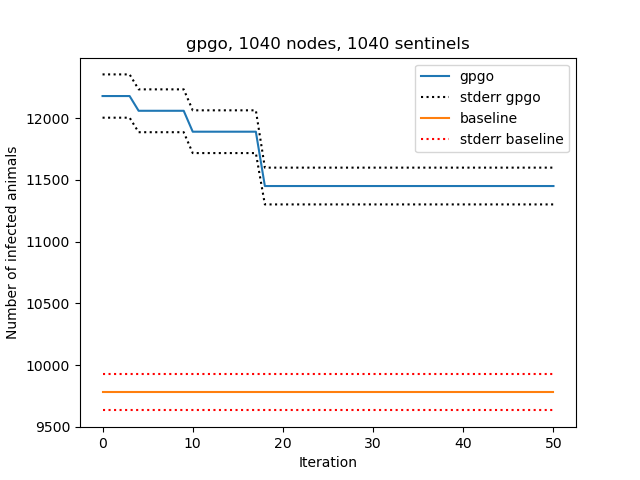 gpgo, 1040 nodes, 1040 sentinels
gpgo
stderr gpgo
baseline
stderr baseline
Number of infected animals
12000
11500
11000
10500
10000
9500
0 10 20 30 40 50
Iteration